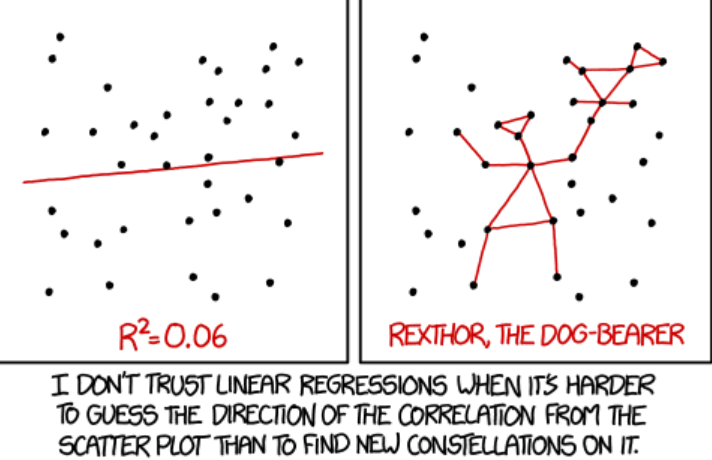 R²=0.06
REXTHOR, THE DOG-BEARER
I DON'T TRUST LINEAR REGRESSIONS WHEN IT'S HARDER
TO GUESS THE DIRECTION OF THE CORRELATION FROM THE
SCATTER PLOT THAN TO FIND NEW CONSTELLATIONS ON IT.